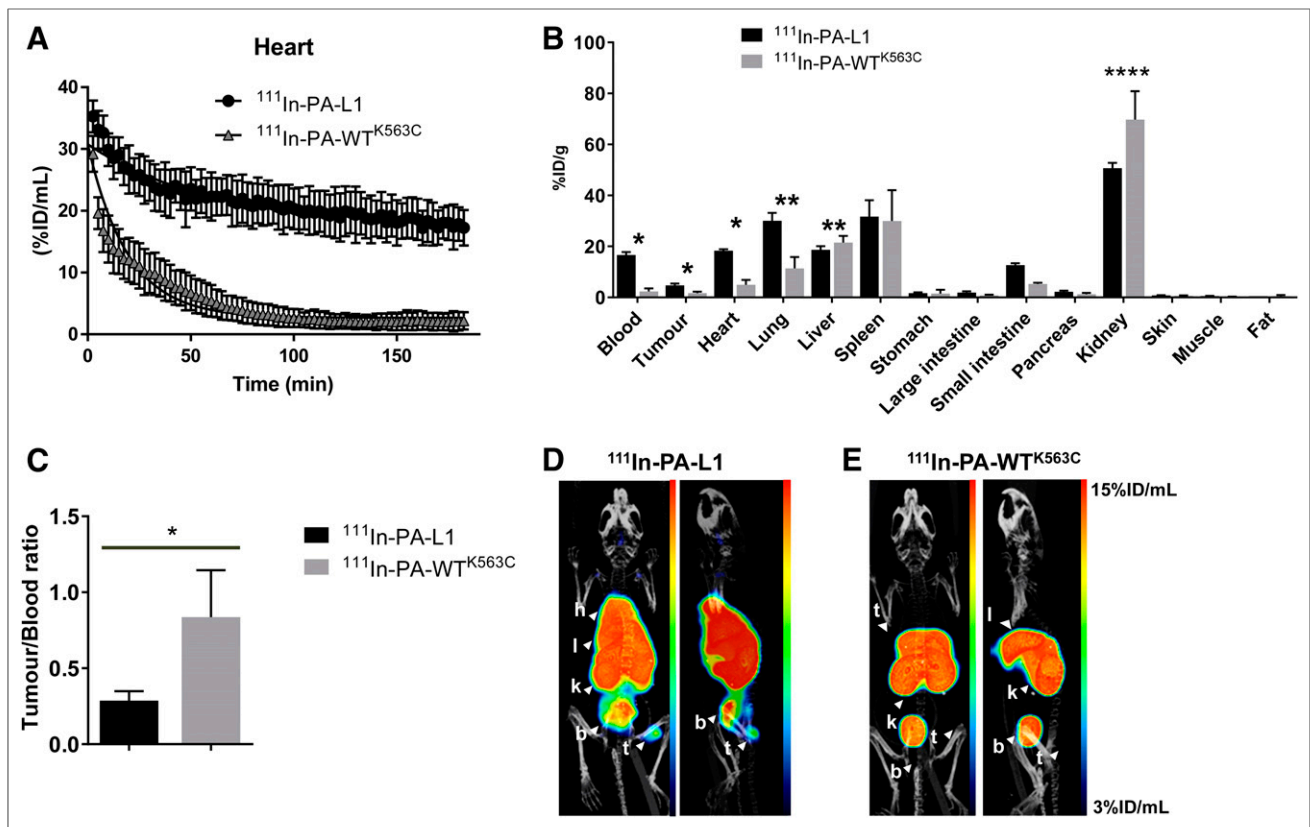 A
Heart
¹¹¹In-PA-L1
¹¹¹In-PA-WTᴷ⁵⁶³ᶜ
(%ID/mL)
40
30
20
10
0
0 50 100 150
Time (min)
B
¹¹¹In-PA-L1
¹¹¹In-PA-WTᴷ⁵⁶³ᶜ
%ID/g
100
80
60
40
20
0
* * * ** ** ****
Blood Tumour Heart Lung Liver Spleen Stomach Large intestine Small intestine Pancreas Kidney Skin Muscle Fat
C
Tumour/Blood ratio
1.5
1.0
0.5
0.0
*
¹¹¹In-PA-L1
¹¹¹In-PA-WTᴷ⁵⁶³ᶜ
D ¹¹¹In-PA-L1
h
l
k
b
t
b
t
E ¹¹¹In-PA-WTᴷ⁵⁶³ᶜ
t
k
b
t
l
k
b
t
15%ID/mL
3%ID/mL